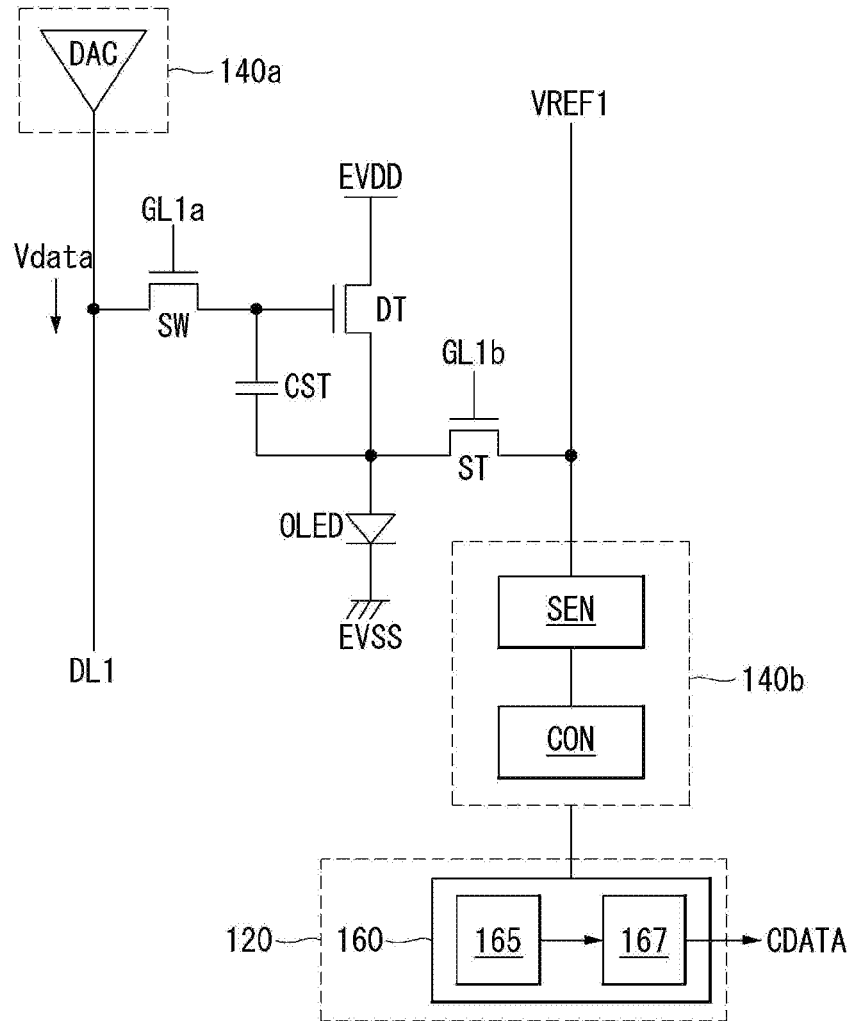 DAC
140a
VREF1
EVDD
GL1a
Vdata
SW
DT
GL1b
CST
ST
OLED
SEN
EVSS
DL1
140b
CON
120
160
165
167
CDATA